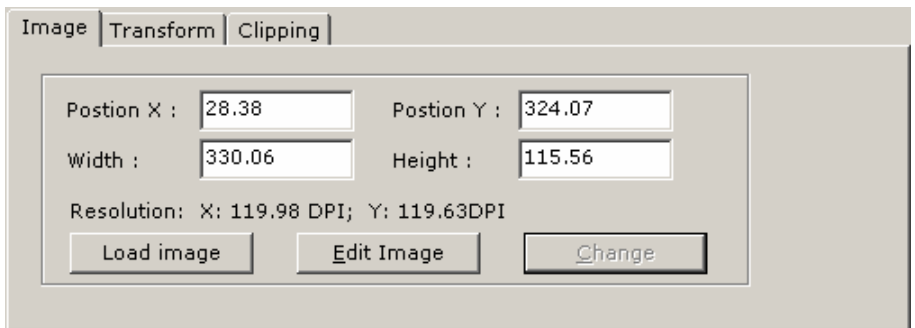 Image Transform Clipping
Postion X : 28.38 Postion Y : 324.07
Width : 330.06 Height : 115.56
Resolution: X: 119.98 DPI; Y: 119.63DPI
Load image Edit Image Change